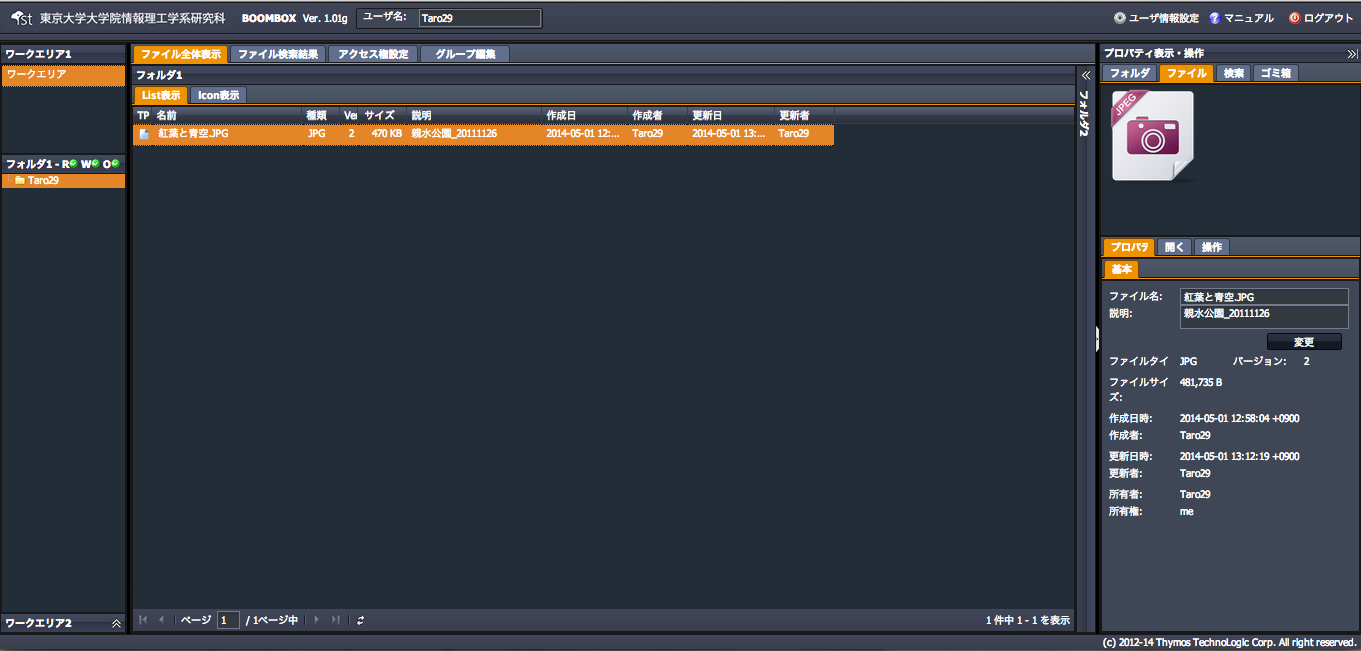 ist 東京大学大学院情報理工学系研究科 BOOMBOX Ver. 1.01g ユーザ名: Taro29 ユーザ情報設定 マニュアル ログアウト
ワークエリア1
ワークエリア
フォルダ1 - R W O
Taro29
ワークエリア2
ファイル全体表示 ファイル検索結果 アクセス権設定 グループ編集
フォルダ1
List表示 Icon表示
TP 名前 種類 Ve サイズ 説明 作成日 作成者 更新日 更新者
紅葉と青空.JPG JPG 2 470 KB 親水公園_20111126 2014-05-01 12:... Taro29 2014-05-01 13:... Taro29
ページ 1 / 1ページ中 1 件中 1 - 1 を表示
フォルダ2
プロパティ表示・操作
フォルダ ファイル 検索 ゴミ箱
JPEG
プロパテ 開く 操作
基本
ファイル名: 紅葉と青空.JPG
説明: 親水公園_20111126
変更
ファイルタイ JPG バージョン: 2
ファイルサイ 481,735 B
ズ:
作成日時: 2014-05-01 12:58:04 +0900
作成者: Taro29
更新日時: 2014-05-01 13:12:19 +0900
更新者: Taro29
所有者: Taro29
所有権: me
(c) 2012-14 Thymos TechnoLogic Corp. All right reserved.